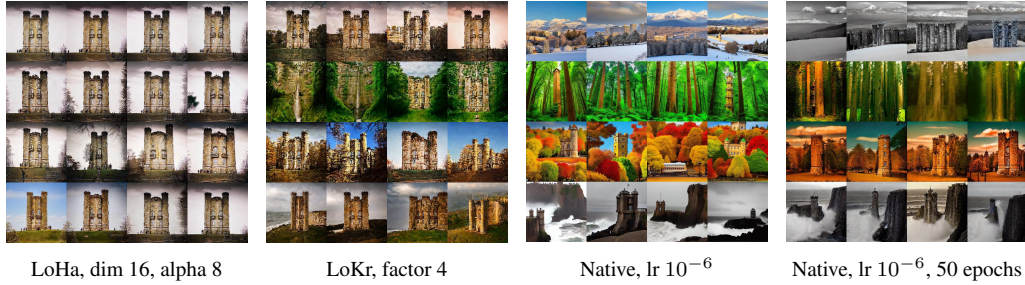 LoHa, dim 16, alpha 8
LoKr, factor 4
Native, lr 10⁻⁶
Native, lr 10⁻⁶, 50 epochs